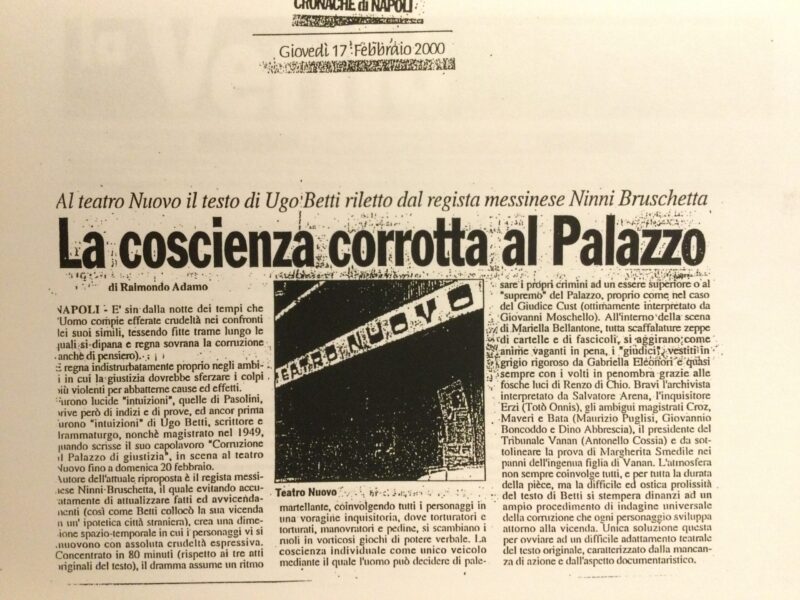 CRONACHE di NAPOLI
Giovedì 17 Febbraio 2000
Al teatro Nuovo il testo di Ugo Betti riletto dal regista messinese Ninni Bruschetta
La coscienza corrotta al Palazzo
di Raimondo Adamo
NAPOLI - E' sin dalla notte dei tempi che
l'Uomo compie efferate crudeltà nei confronti
dei suoi simili, tessendo fitte trame lungo le
quali si dipana e regna sovrana la corruzione
(anche di pensiero).
E regna indisturbatamente proprio negli ambi-
ti in cui la giustizia dovrebbe sferzare i colpi
più violenti per abbatterne cause ed effetti.
Furono lucide "intuizioni", quelle di Pasolini,
prive però di indizi e di prove, ed ancor prima
furono "intuizioni" di Ugo Betti, scrittore e
drammaturgo, nonchè magistrato nel 1949,
quando scrisse il suo capolavoro "Corruzione
al Palazzo di giustizia", in scena al teatro
Nuovo fino a domenica 20 febbraio.
Autore dell'attuale riproposta è il regista messi-
nese Ninni Bruschetta, il quale evitando accu-
ratamente di attualizzare fatti ed avvicenda-
menti (così come Betti collocò la sua vicenda
in un' ipotetica città straniera), crea una dime-
sione spazio-temporale in cui i personaggi vi si
muovono con assoluta crudeltà espressiva.
Concentrato in 80 minuti (rispetto ai tre atti
originali del testo), il dramma assume un ritmo
TEATRO NUOVO
Teatro Nuovo
martellante, coinvolgendo tutti i personaggi in
una voragine inquisitoria, dove torturatori e
torturati, manovratori e pedine, si scambiano i
ruoli in vorticosi giochi di potere verbale. La
coscienza individuale come unico veicolo
mediante il quale l'uomo può decidere di pale-
sare i propri crimini ad un essere superiore o al
"supremo" del Palazzo, proprio come nel caso
del Giudice Cust (ottimamente interpretato da
Giovanni Moschello). All'interno della scena
di Mariella Bellantone, tutta scaffalature zeppe
di cartelle e di fascicoli, si aggirano, come
anime vaganti in pena, i "giudici", vestiti in
grigio rigoroso da Gabriella Eleonori e quasi
sempre con i volti in penombra grazie alle
fosche luci di Renzo di Chio. Bravi l'archivista
interpretato da Salvatore Arena, l'inquisitore
Erzi (Totò Onnis), gli ambigui magistrati Croz,
Maveri e Bata (Maurizio Puglisi, Giovannio
Boncoddo e Dino Abbrescia), il presidente del
Tribunale Vanan (Antonello Cossia) e da sot-
tolineare la prova di Margherita Smedile nei
panni dell'ingenua figlia di Vanan. L'atmosfera
non sempre coinvolge tutti, e per tutta la durata
della pièce, ma la difficile ed ostica prolissità
del testo di Betti si stempera dinanzi ad un
ampio procedimento di indagine universale
della corruzione che ogni personaggio sviluppa
attorno alla vicenda. Unica soluzione questa
per ovviare ad un difficile adattamento teatrale
del testo originale, caratterizzato dalla mancan-
za di azione e dall'aspetto documentaristico.